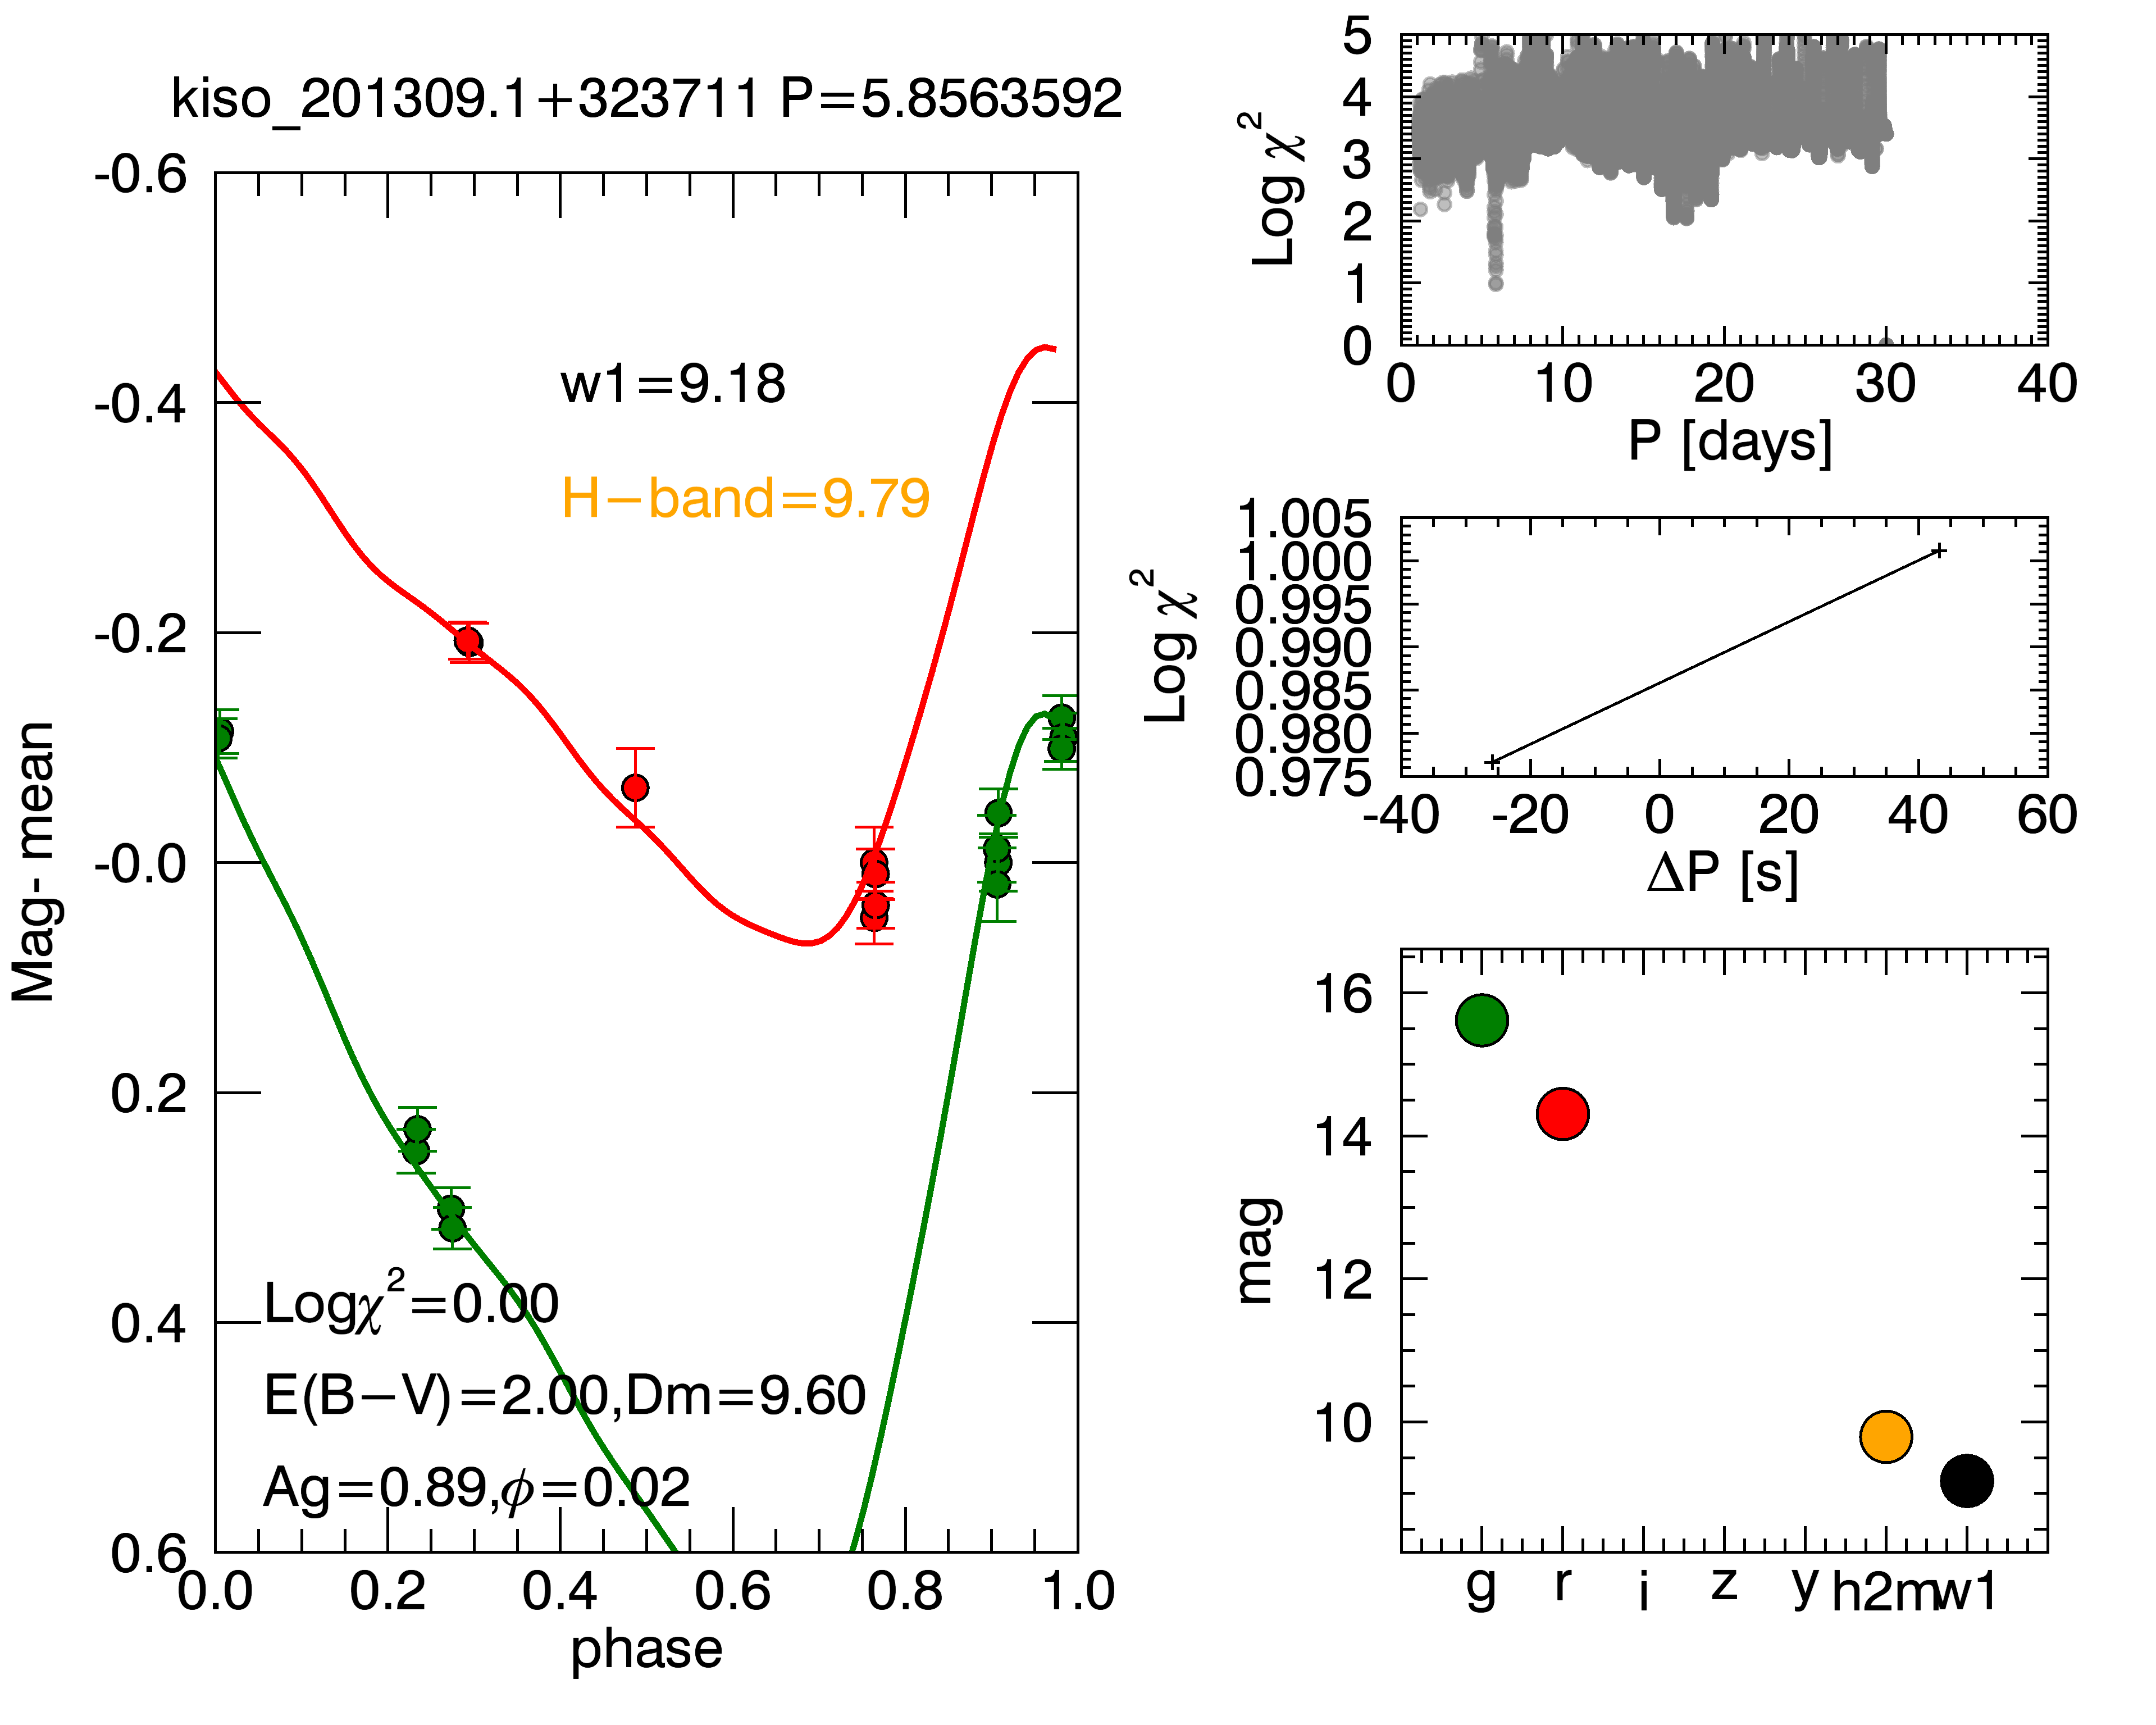 kiso_201309.1+323711 P=5.8563592
-0.6
-0.4
-0.2
-0.0
0.2
0.4
0.6
Mag- mean
w1=9.18
H-band=9.79
Logχ²=0.00
E(B-V)=2.00,Dm=9.60
Ag=0.89,ϕ=0.02
0.0 0.2 0.4 0.6 0.8 1.0
phase
5
4
3
2
1
0
Log χ²
0 10 20 30 40
P [days]
1.005
1.000
0.995
0.990
0.985
0.980
0.975
Log χ²
-40 -20 0 20 40 60
ΔP [s]
16
14
12
10
mag
g r i z y h2m w1